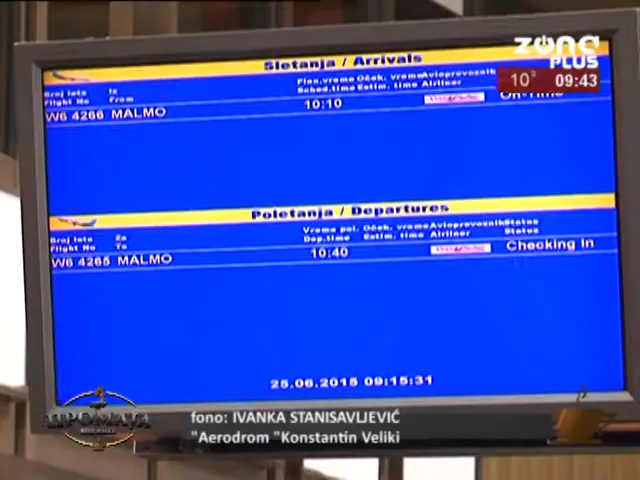 ZONA
PLUS
10° 09:43
Sletanja / Arrivals
Broj leta Iz Plan.vreme Oček. vreme Avioprevoznik
Flight No From Sched.time Estim. time Airliner
W6 4266 MALMO 10:10 On-Time
Poletanja / Departures
Broj leta Za Vreme pol. Oček. vreme Avioprevoznik Status
Flight No To Dep.time Estim. time Airliner Status
W6 4265 MALMO 10:40 Checking In
25.06.2015 09:15:31
fono: IVANKA STANISAVLJEVIĆ
"Aerodrom "Konstantin Veliki